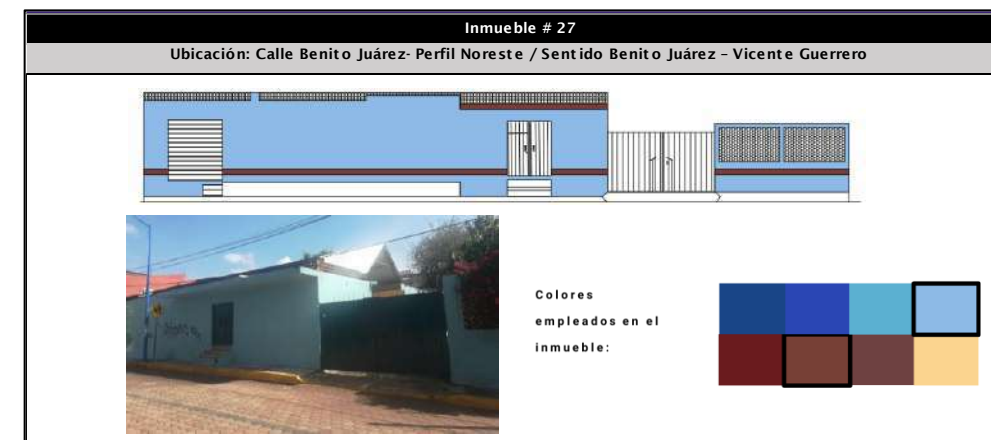 Inmueble # 27
Ubicación: Calle Benito Juárez- Perfil Noreste / Sentido Benito Juárez – Vicente Guerrero
Colores
empleados en el
inmueble: